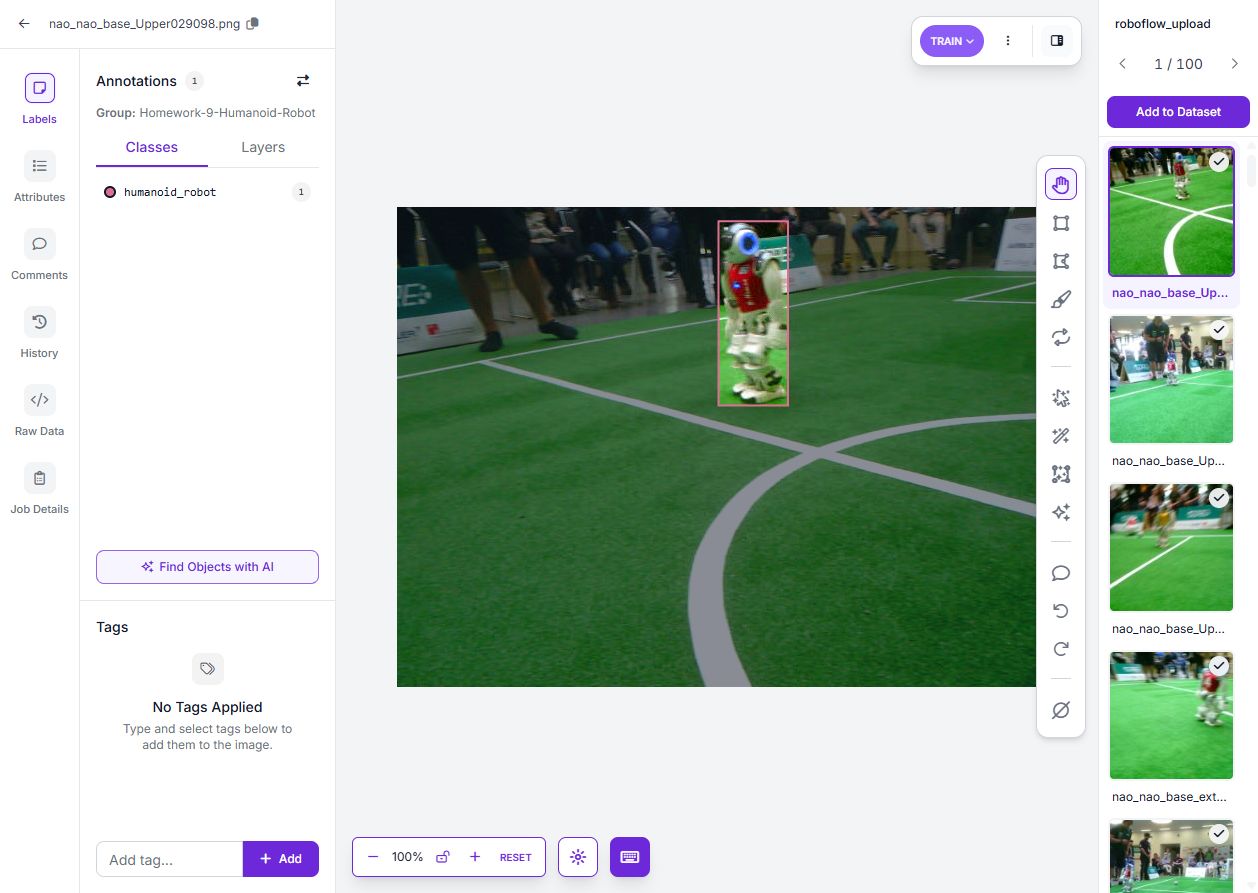 nao_nao_base_Upper029098.png
Labels
Attributes
Comments
History
Raw Data
Job Details
Annotations 1
Group: Homework-9-Humanoid-Robot
Classes Layers
humanoid_robot 1
Find Objects with AI
Tags
No Tags Applied
Type and select tags below to
add them to the image.
Add tag...
+ Add
TRAIN
100%
RESET
roboflow_upload
1 / 100
Add to Dataset
nao_nao_base_Up...
nao_nao_base_Up...
nao_nao_base_Up...
nao_nao_base_ext...